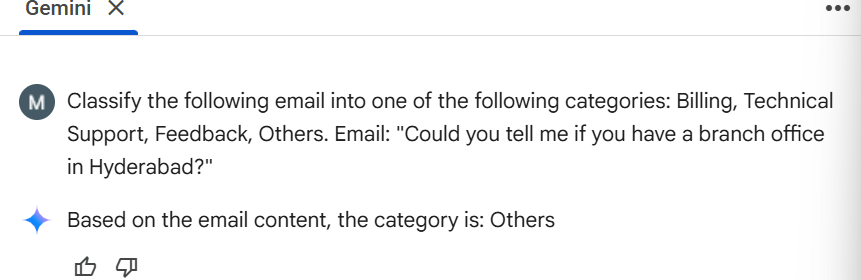 Gemini
M
Classify the following email into one of the following categories: Billing, Technical
Support, Feedback, Others. Email: "Could you tell me if you have a branch office
in Hyderabad?"
Based on the email content, the category is: Others